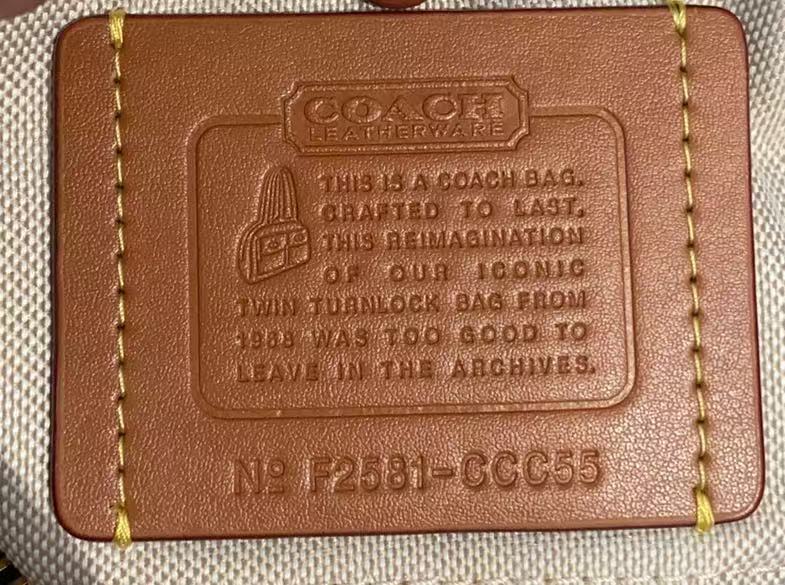 COACH
LEATHERWARE
THIS IS A COACH BAG.
CRAFTED TO LAST.
THIS REIMAGINATION
OF OUR ICONIC
TWIN TURNLOCK BAG FROM
1988 WAS TOO GOOD TO
LEAVE IN THE ARCHIVES.
Nº F2581-CCC55